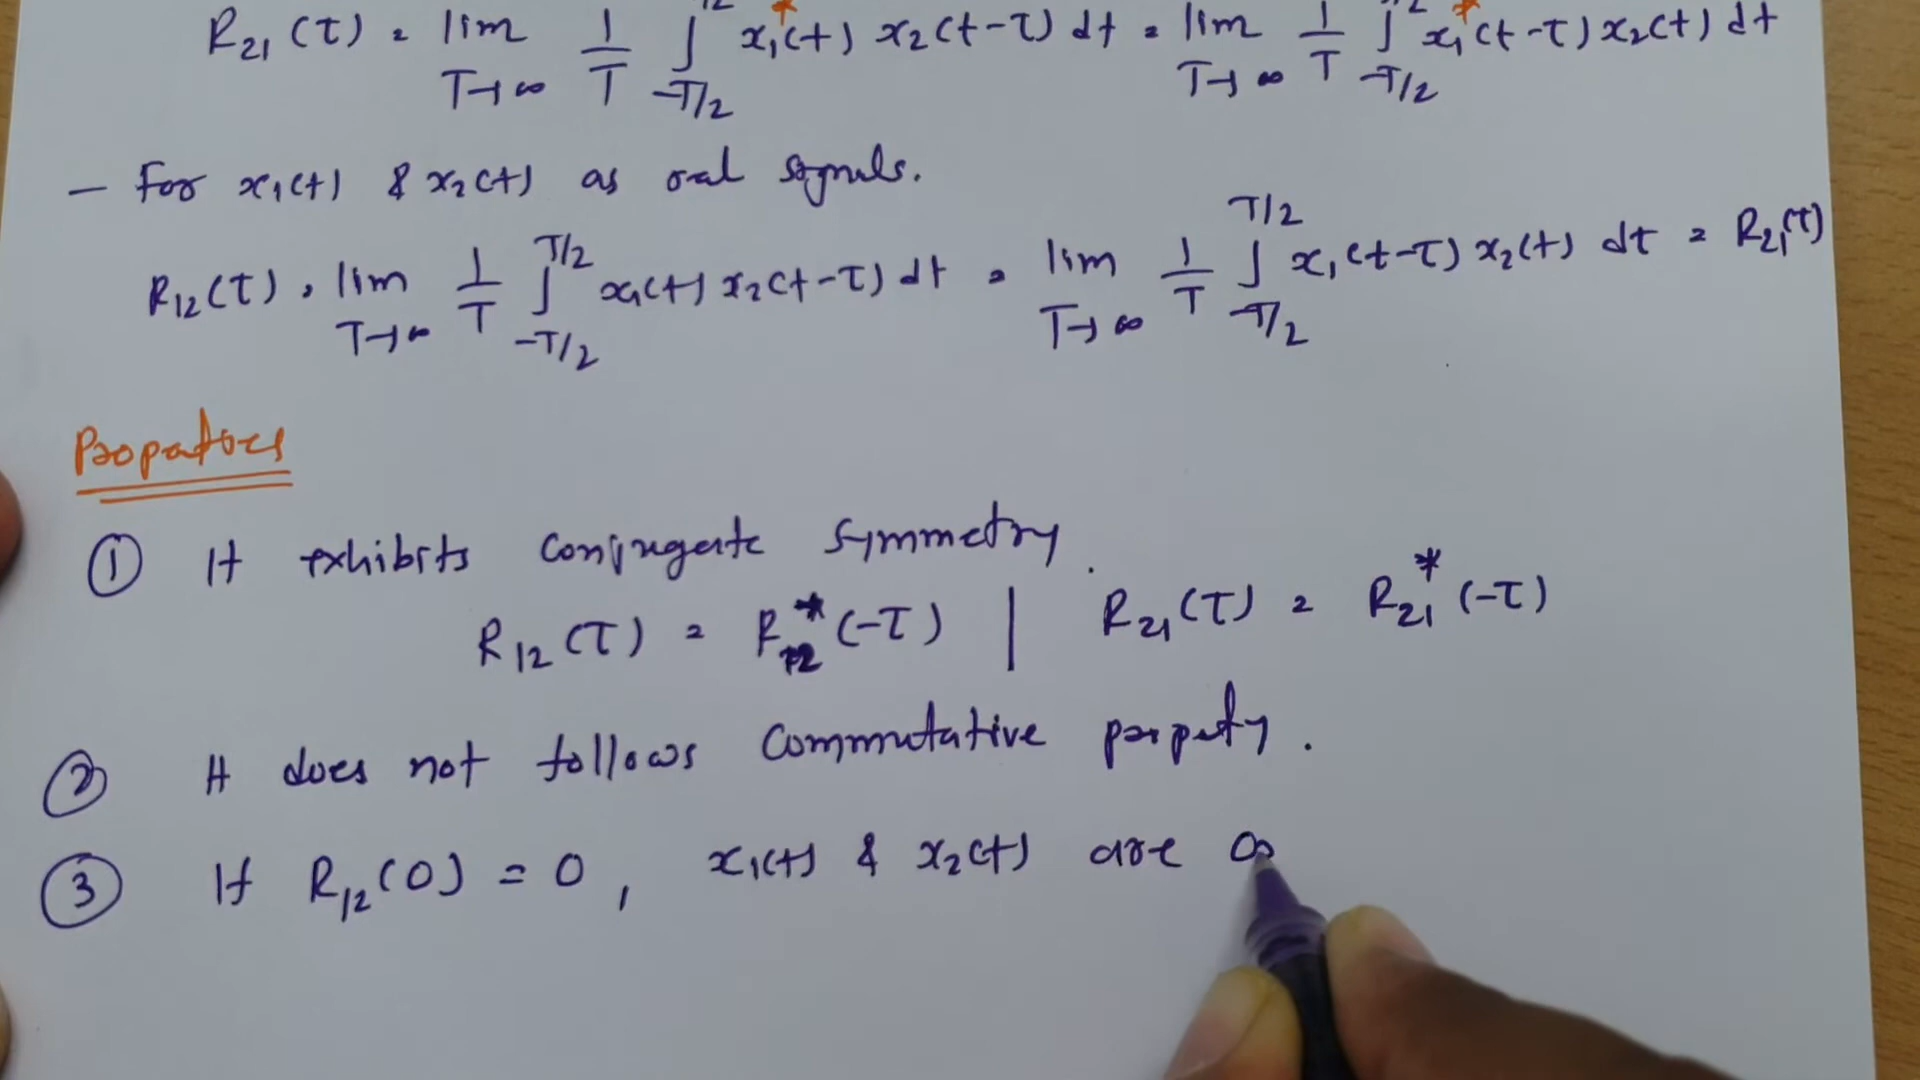 R21(τ) = lim T→∞ 1/T ∫ -T/2 x1*(t) x2(t-τ) dt = lim T→∞ 1/T ∫ -T/2 x1*(t-τ) x2(t) dt
— For x1(t) & x2(t) as real signals.
R12(τ) = lim T→∞ 1/T ∫ -T/2 T/2 x1(t) x2(t-τ) dt = lim T→∞ 1/T ∫ -T/2 T/2 x1(t-τ) x2(t) dt = R21(τ)
Properties
① It exhibits Conjugate Symmetry.
R12(τ) = R12*(-τ) | R21(τ) = R21*(-τ)
② It does not follows Commutative property.
③ If R12(0) = 0, x1(t) & x2(t) are